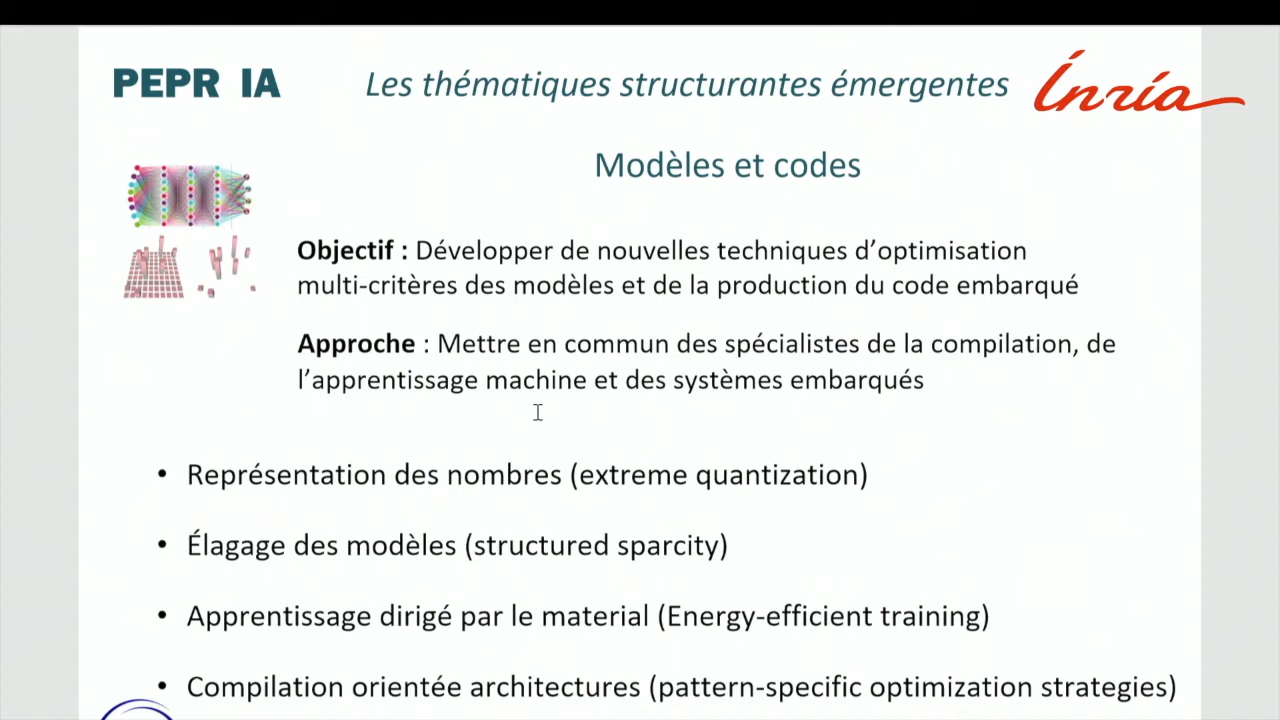 PEPR IA
Les thématiques structurantes émergentes
Inria
Modèles et codes
Objectif : Développer de nouvelles techniques d’optimisation
multi-critères des modèles et de la production du code embarqué
Approche : Mettre en commun des spécialistes de la compilation, de
l’apprentissage machine et des systèmes embarqués
• Représentation des nombres (extreme quantization)
• Élagage des modèles (structured sparcity)
• Apprentissage dirigé par le material (Energy-efficient training)
• Compilation orientée architectures (pattern-specific optimization strategies)